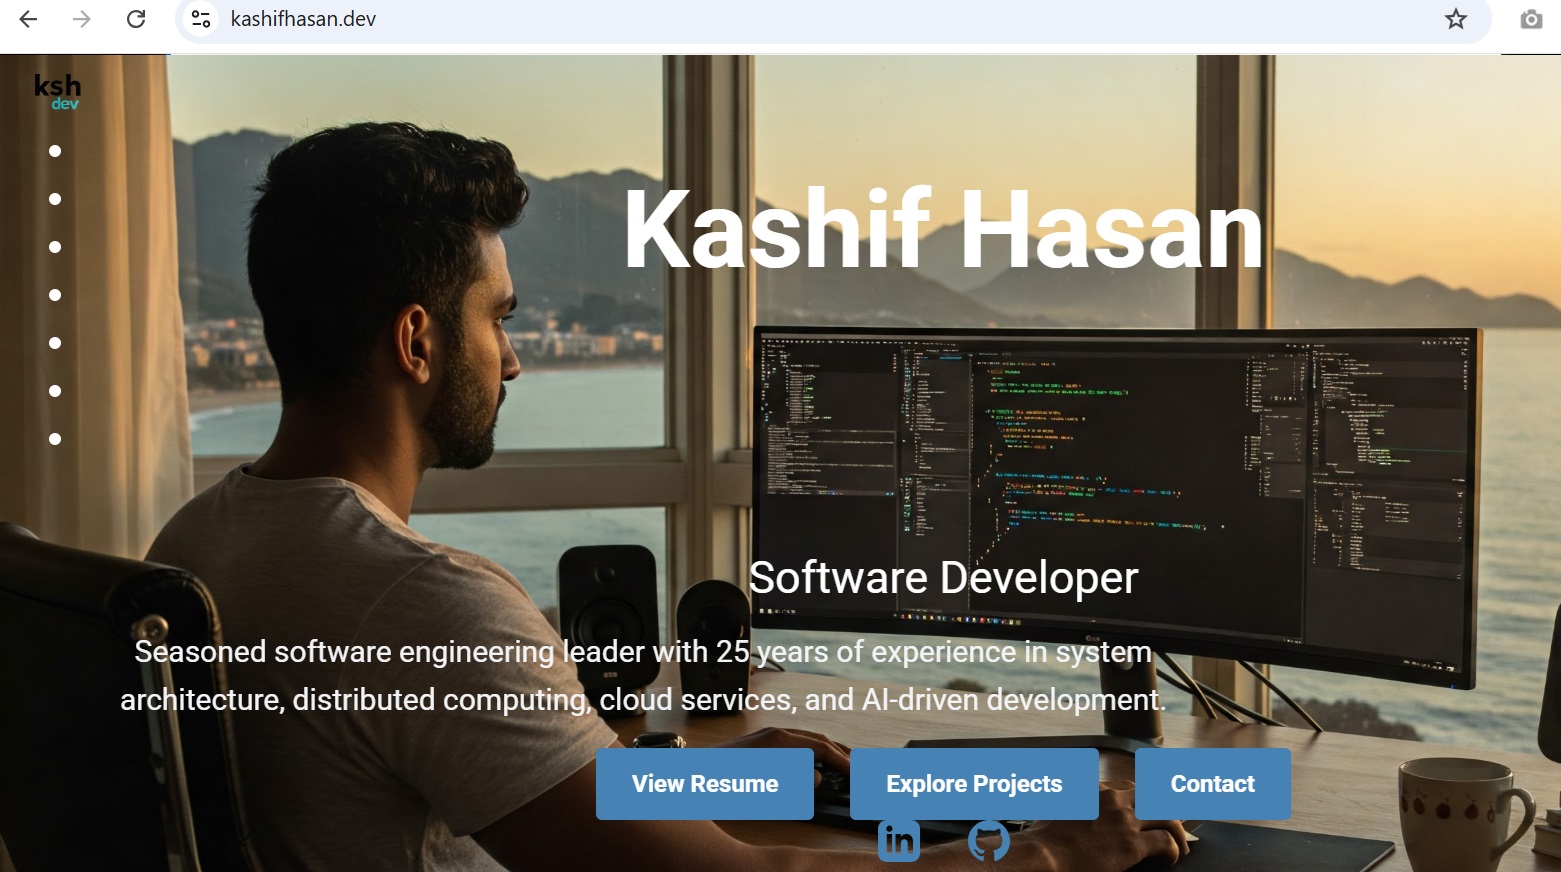 kashifhasan.dev
ksh
dev
Kashif Hasan
Software Developer
Seasoned software engineering leader with 25 years of experience in system
architecture, distributed computing, cloud services, and AI-driven development.
View Resume
Explore Projects
Contact
in